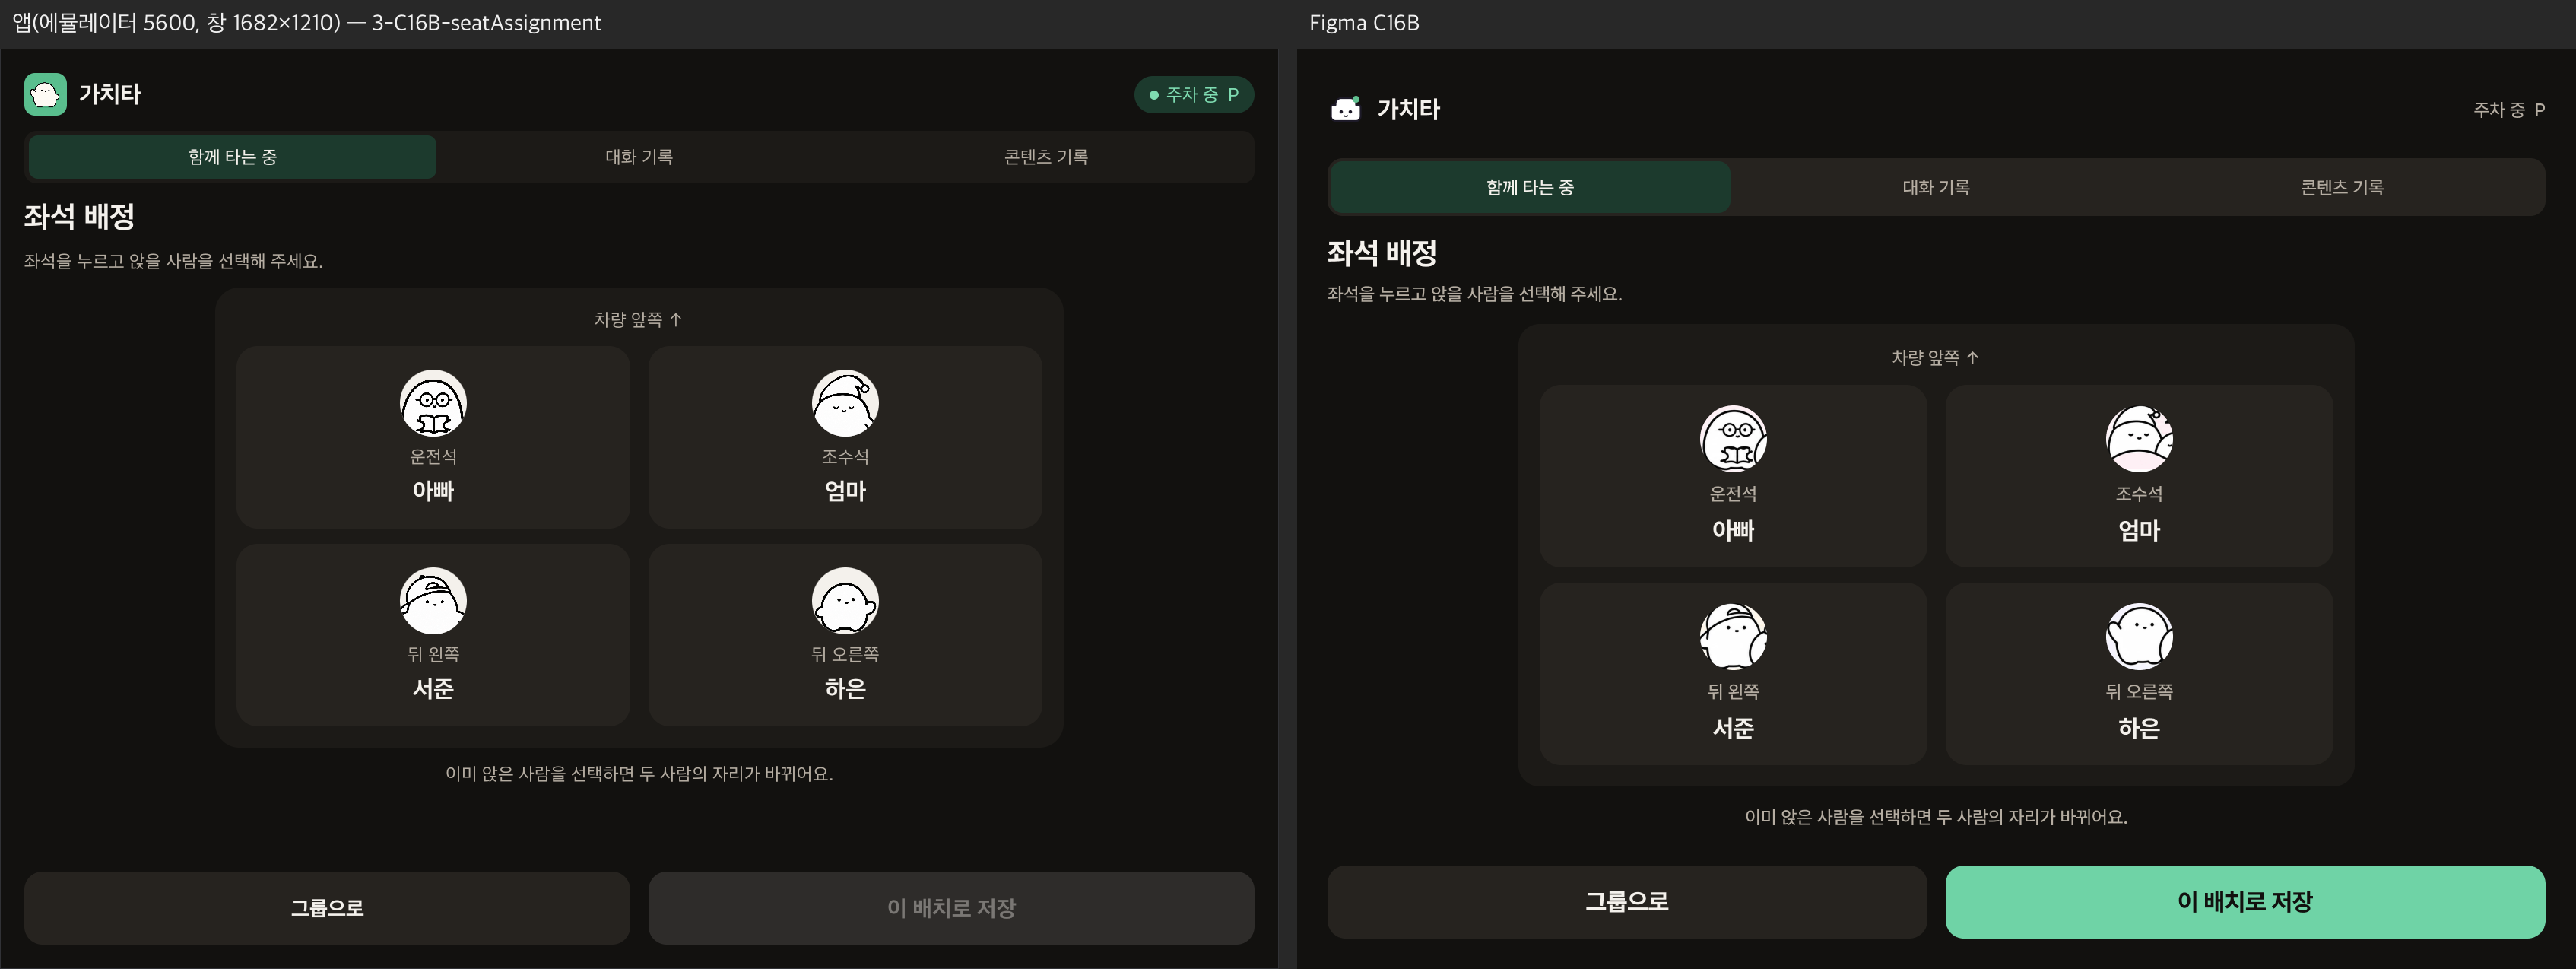 앱(에뮬레이터 5600, 창 1682×1210) — 3-C16B-seatAssignment
가치타
주차 중 P
함께 타는 중
대화 기록
콘텐츠 기록
좌석 배정
좌석을 누르고 앉을 사람을 선택해 주세요.
차량 앞쪽 ↑
운전석
아빠
조수석
엄마
뒤 왼쪽
서준
뒤 오른쪽
하은
이미 앉은 사람을 선택하면 두 사람의 자리가 바뀌어요.
그룹으로
이 배치로 저장
Figma C16B
가치타
주차 중 P
함께 타는 중
대화 기록
콘텐츠 기록
좌석 배정
좌석을 누르고 앉을 사람을 선택해 주세요.
차량 앞쪽 ↑
운전석
아빠
조수석
엄마
뒤 왼쪽
서준
뒤 오른쪽
하은
이미 앉은 사람을 선택하면 두 사람의 자리가 바뀌어요.
그룹으로
이 배치로 저장